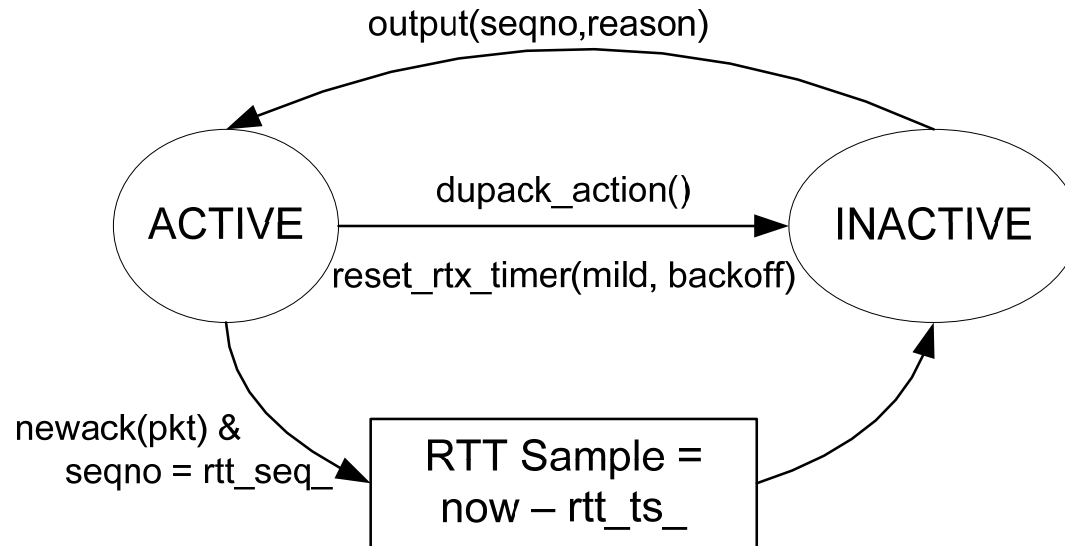 output(seqno,reason)
ACTIVE
dupack_action()
INACTIVE
reset_rtx_timer(mild, backoff)
newack(pkt) &
seqno = rtt_seq_
RTT Sample =
now – rtt_ts_